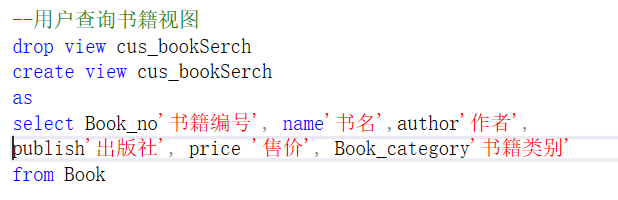 --用户查询书籍视图
drop view cus_bookSerch
create view cus_bookSerch
as
select Book_no'书籍编号', name'书名',author'作者',
publish'出版社', price '售价', Book_category'书籍类别'
from Book